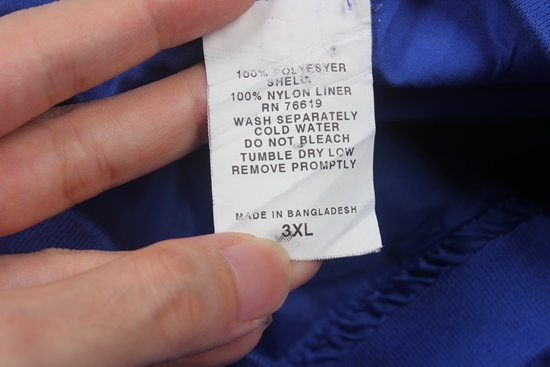 100% POLYESYER
SHELL
100% NYLON LINER
RN 76619
WASH SEPARATELY
COLD WATER
DO NOT BLEACH
TUMBLE DRY LOW
REMOVE PROMPTLY
MADE IN BANGLADESH
3XL